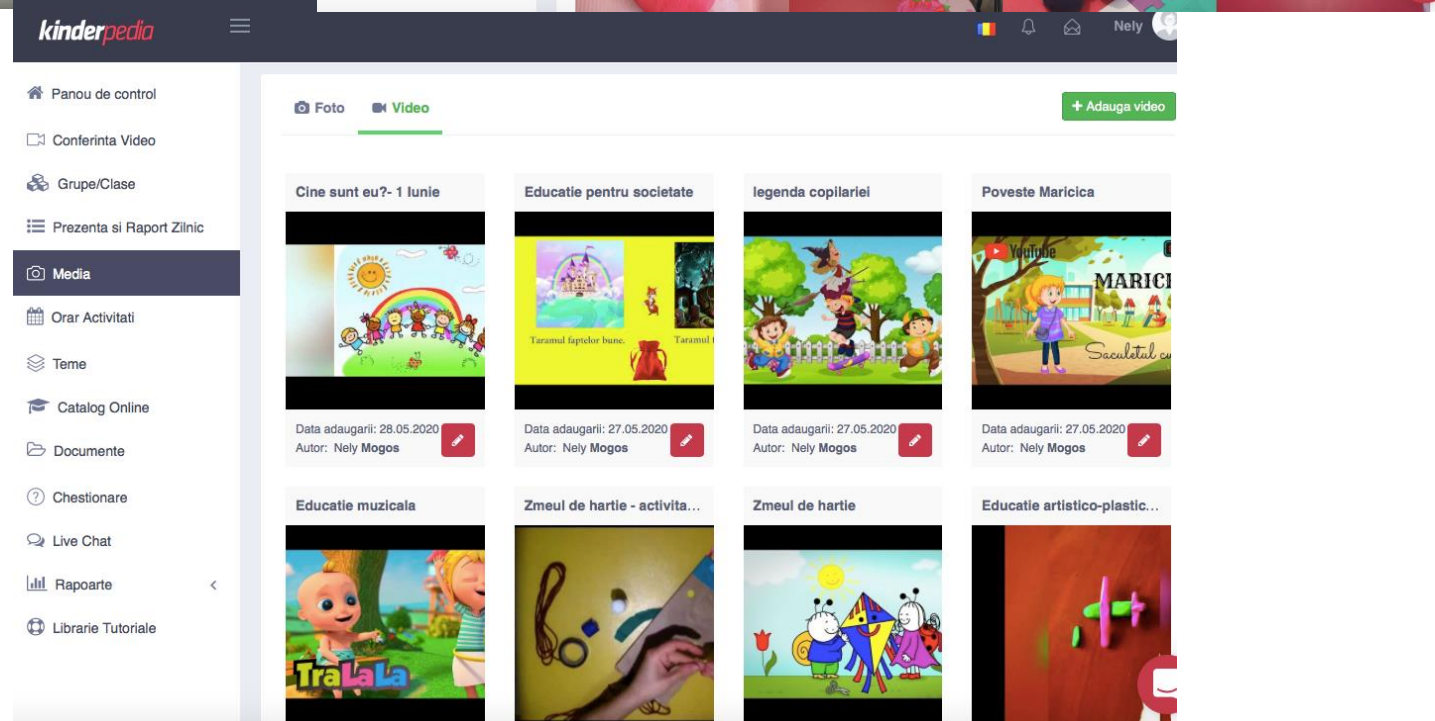 kinderpedia
Nely
Panou de control
Conferinta Video
Grupe/Clase
Prezenta si Raport Zilnic
Media
Orar Activitati
Teme
Catalog Online
Documente
Chestionare
Live Chat
Rapoarte
Librarie Tutoriale
Foto
Video
+ Adauga video
Cine sunt eu?- 1 Iunie
Educatie pentru societate
legenda copilariei
Poveste Maricica
Taramul faptelor bune.
Taramul
YouTube
MARICI
Saculetul cu
Data adaugarii: 28.05.2020
Autor: Nely Mogos
Data adaugarii: 27.05.2020
Autor: Nely Mogos
Data adaugarii: 27.05.2020
Autor: Nely Mogos
Data adaugarii: 27.05.2020
Autor: Nely Mogos
Educatie muzicala
Zmeul de hartie - activita...
Zmeul de hartie
Educatie artistico-plastic...
TraLaLa